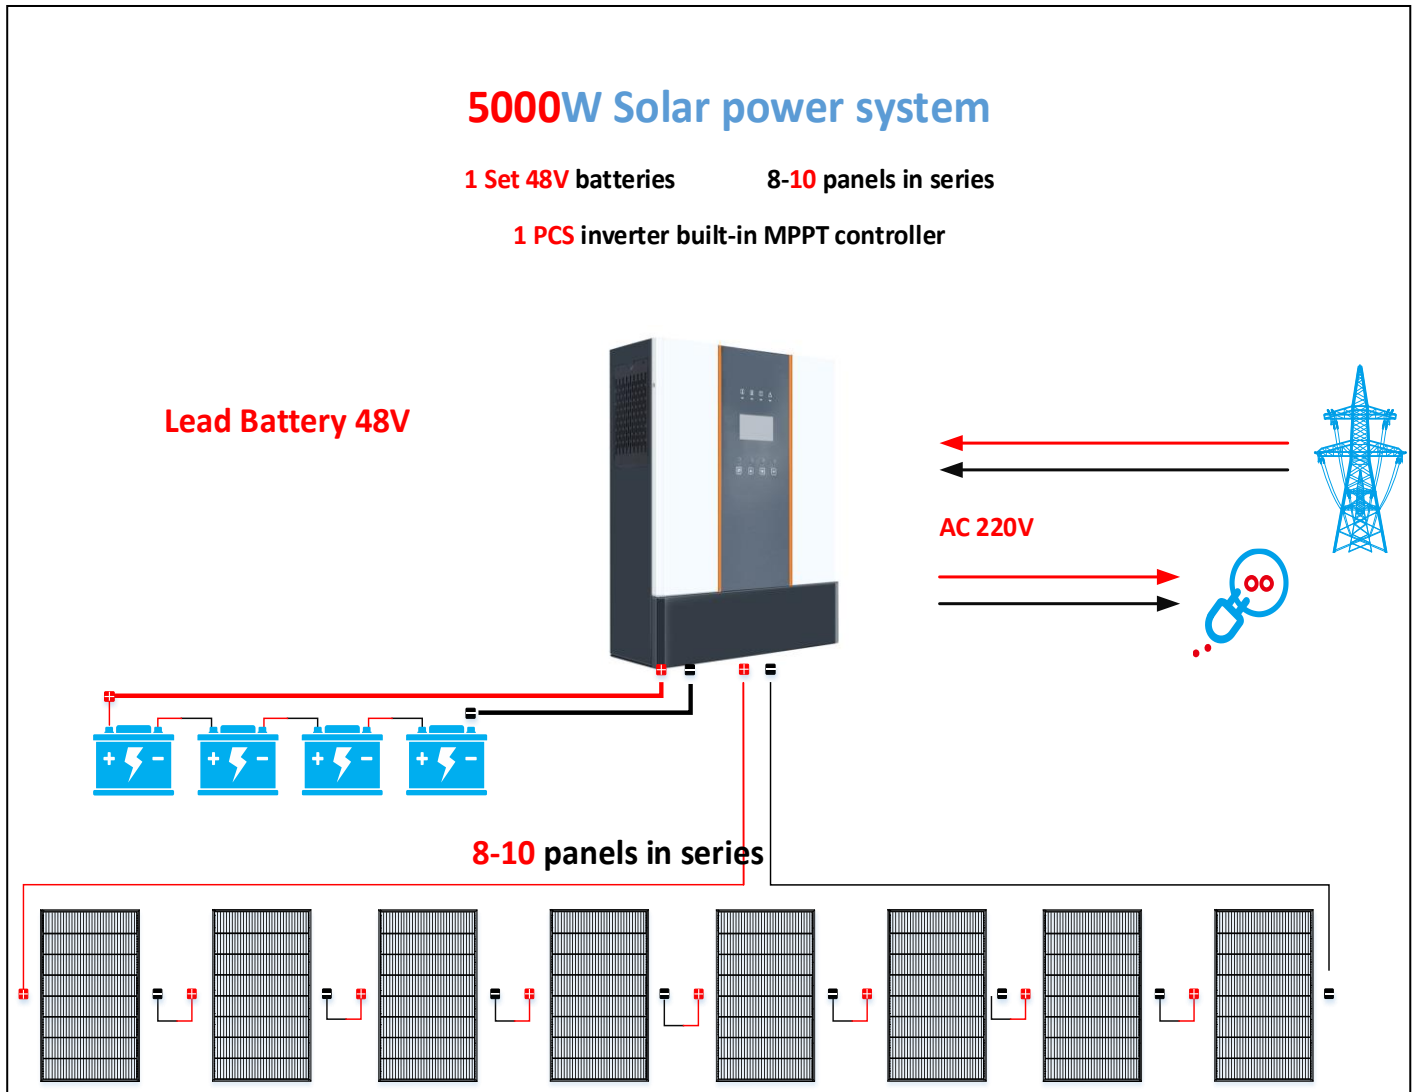 5000W Solar power system
1 Set 48V batteries 8-10 panels in series
1 PCS inverter built-in MPPT controller
Lead Battery 48V
AC 220V
8-10 panels in series